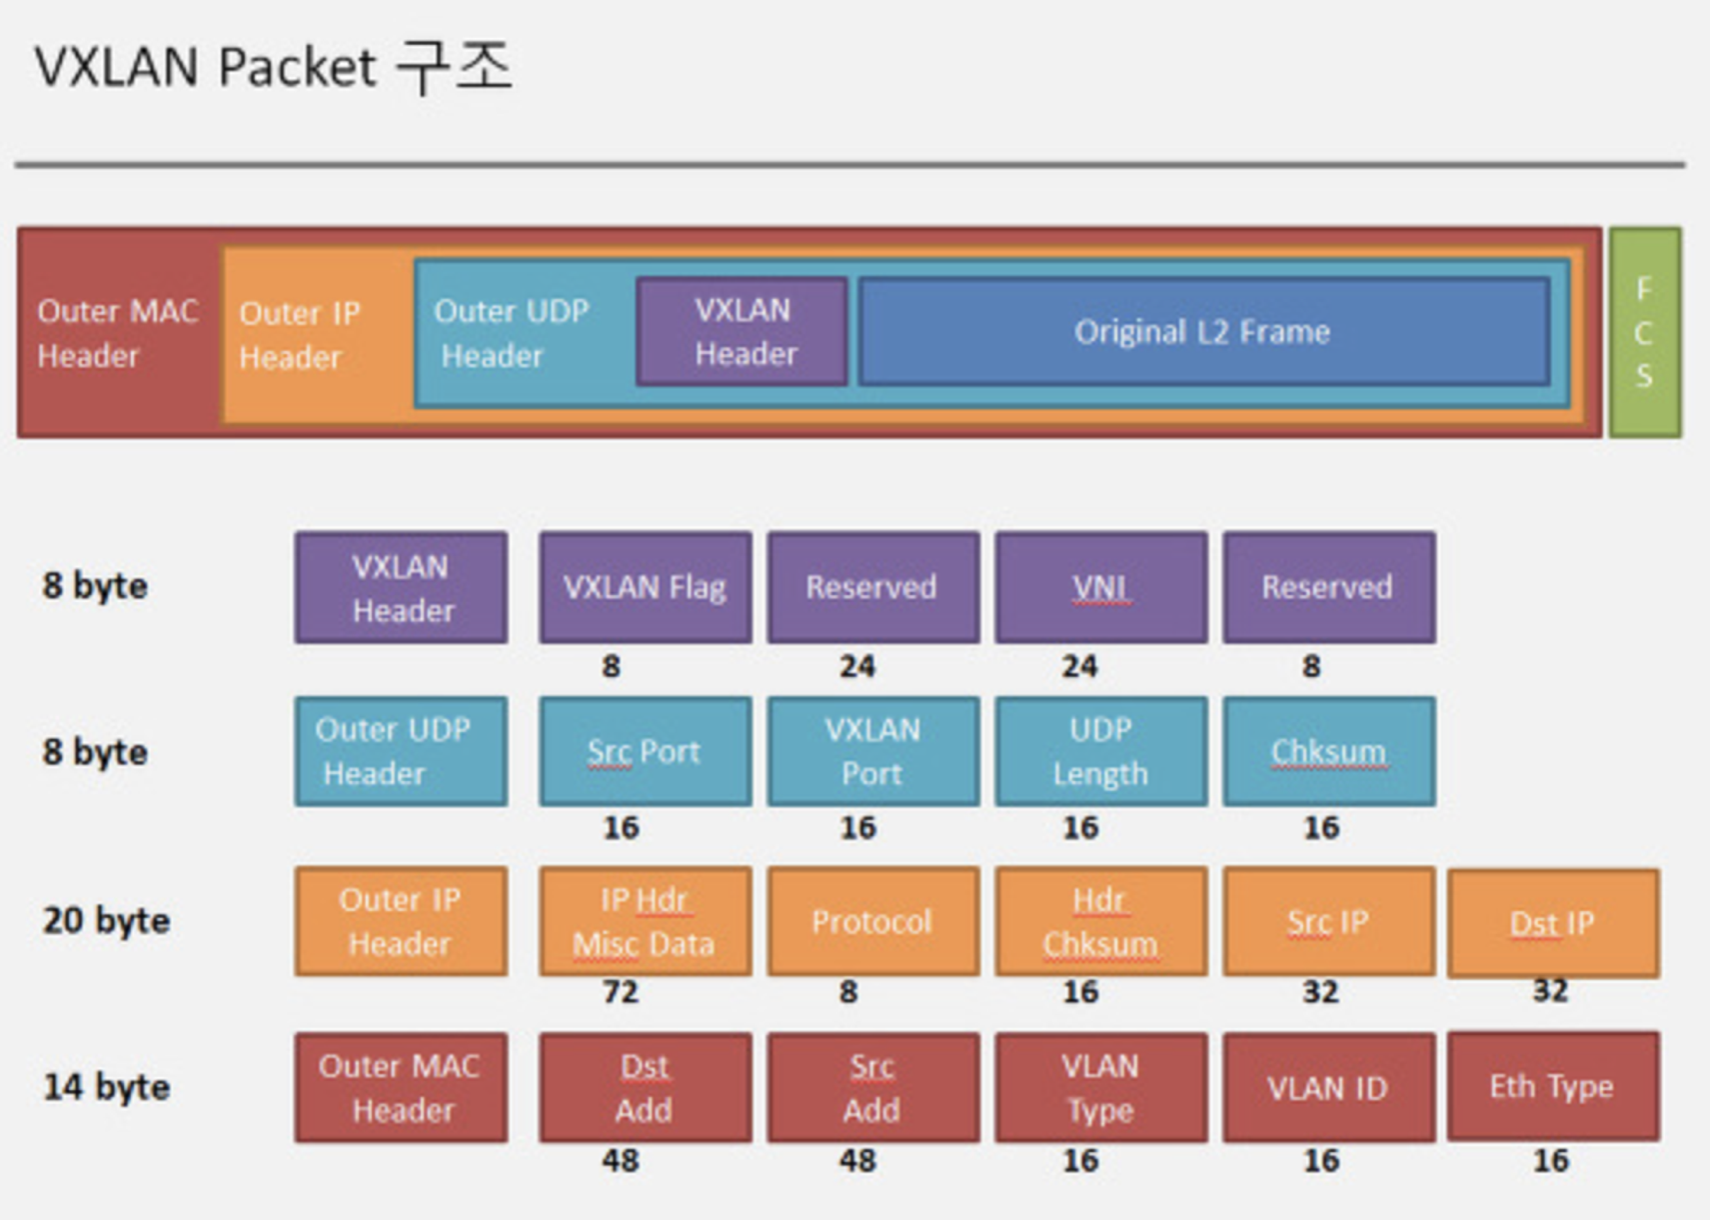 VXLAN Packet 구조
Outer MAC
Header
Outer IP
Header
Outer UDP
Header
VXLAN
Header
Original L2 Frame
F
C
S
8 byte
VXLAN
Header
VXLAN Flag
Reserved
VNI
Reserved
8
24
24
8
8 byte
Outer UDP
Header
Src Port
VXLAN
Port
UDP
Length
Chksum
16
16
16
16
20 byte
Outer IP
Header
IP Hdr
Misc Data
Protocol
Hdr
Chksum
Src IP
Dst IP
72
8
16
32
32
14 byte
Outer MAC
Header
Dst
Add
Src
Add
VLAN
Type
VLAN ID
Eth Type
48
48
16
16
16